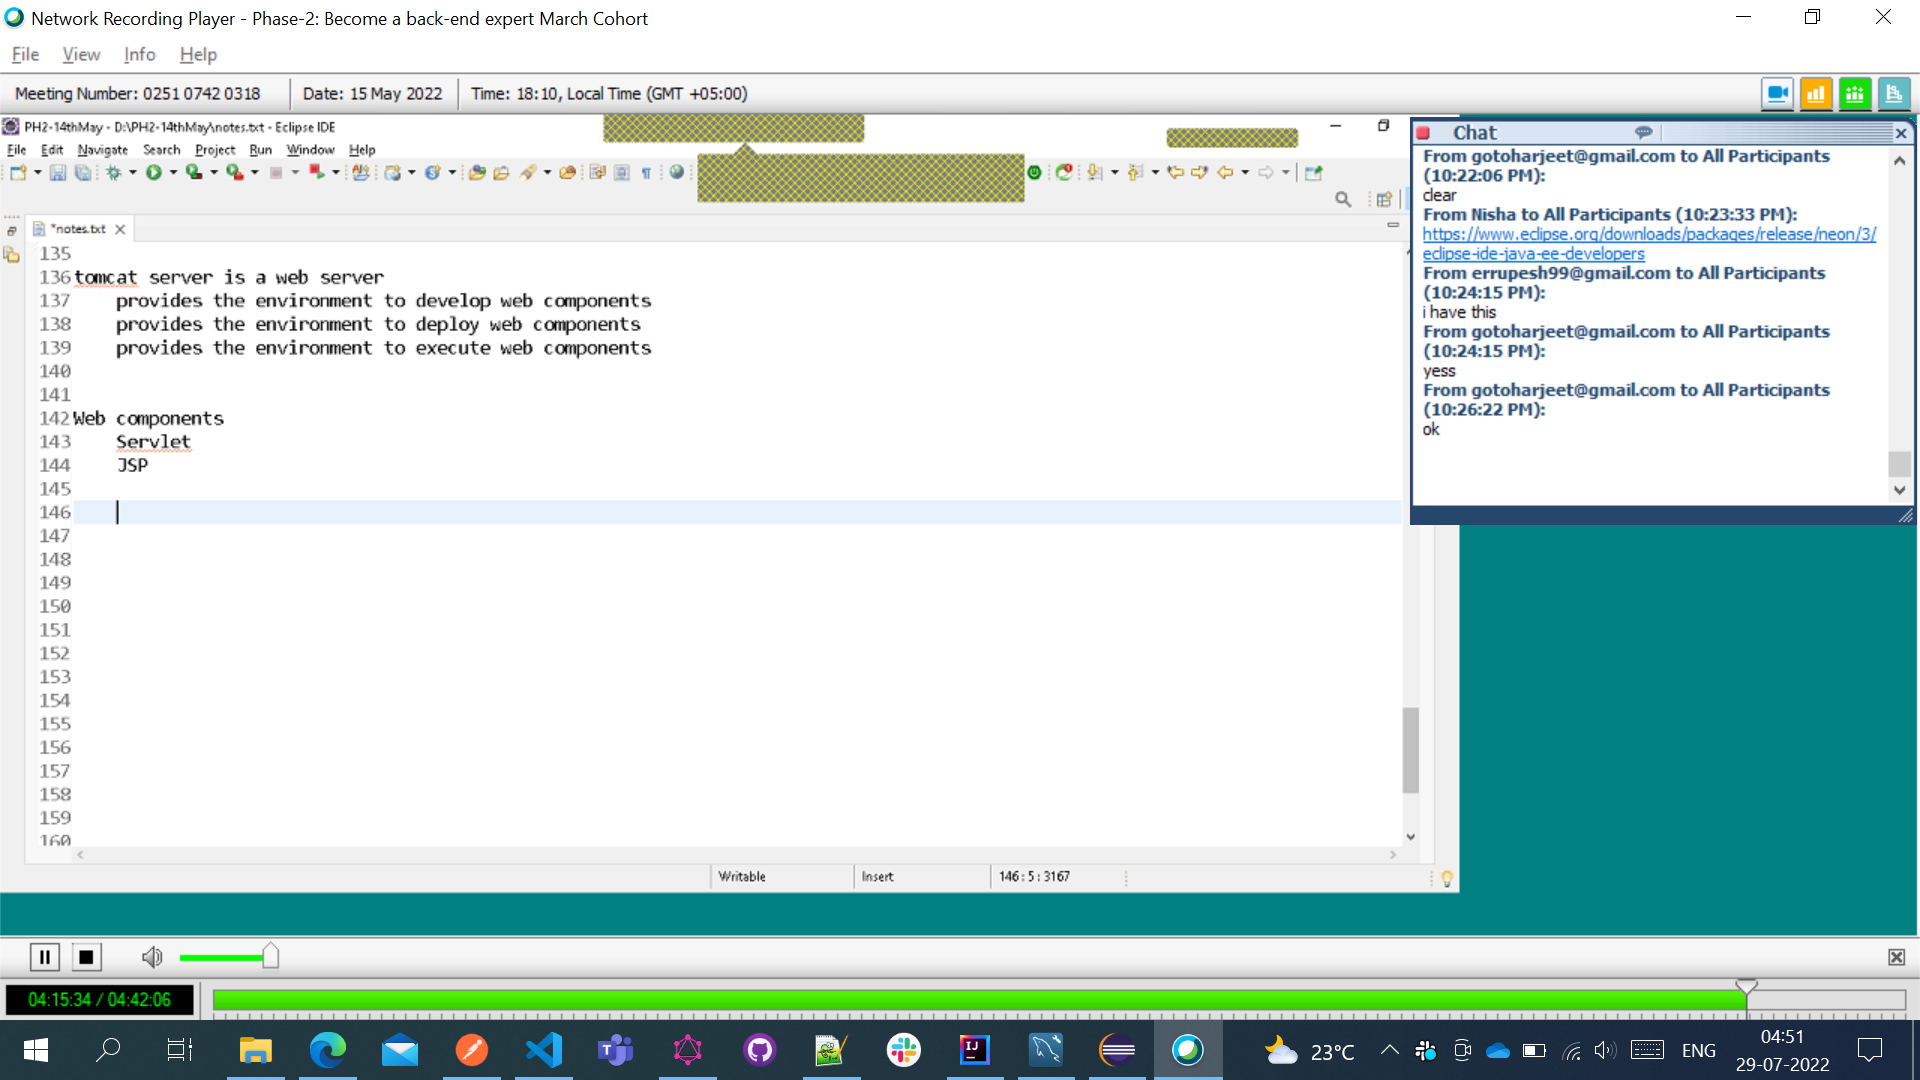 Network Recording Player - Phase-2: Become a back-end expert March Cohort
File View Info Help
Meeting Number: 0251 0742 0318 Date: 15 May 2022 Time: 18:10, Local Time (GMT +05:00)
PH2-14thMay - D:\PH2-14thMay\notes.txt - Eclipse IDE
File Edit Navigate Search Project Run Window Help
*notes.txt
135
136 tomcat server is a web server
137 provides the environment to develop web components
138 provides the environment to deploy web components
139 provides the environment to execute web components
140
141
142 Web components
143 Servlet
144 JSP
145
146
147
148
149
150
151
152
153
154
155
156
157
158
159
160
Writable Insert 146:5:3167
Chat
From gotoharjeet@gmail.com to All Participants
(10:22:06 PM):
clear
From Nisha to All Participants (10:23:33 PM):
https://www.eclipse.org/downloads/packages/release/neon/3/
eclipse-ide-java-ee-developers
From errupesh99@gmail.com to All Participants
(10:24:15 PM):
i have this
From gotoharjeet@gmail.com to All Participants
(10:24:15 PM):
yess
From gotoharjeet@gmail.com to All Participants
(10:26:22 PM):
ok
04:15:34 / 04:42:06
23°C ENG 04:51
29-07-2022